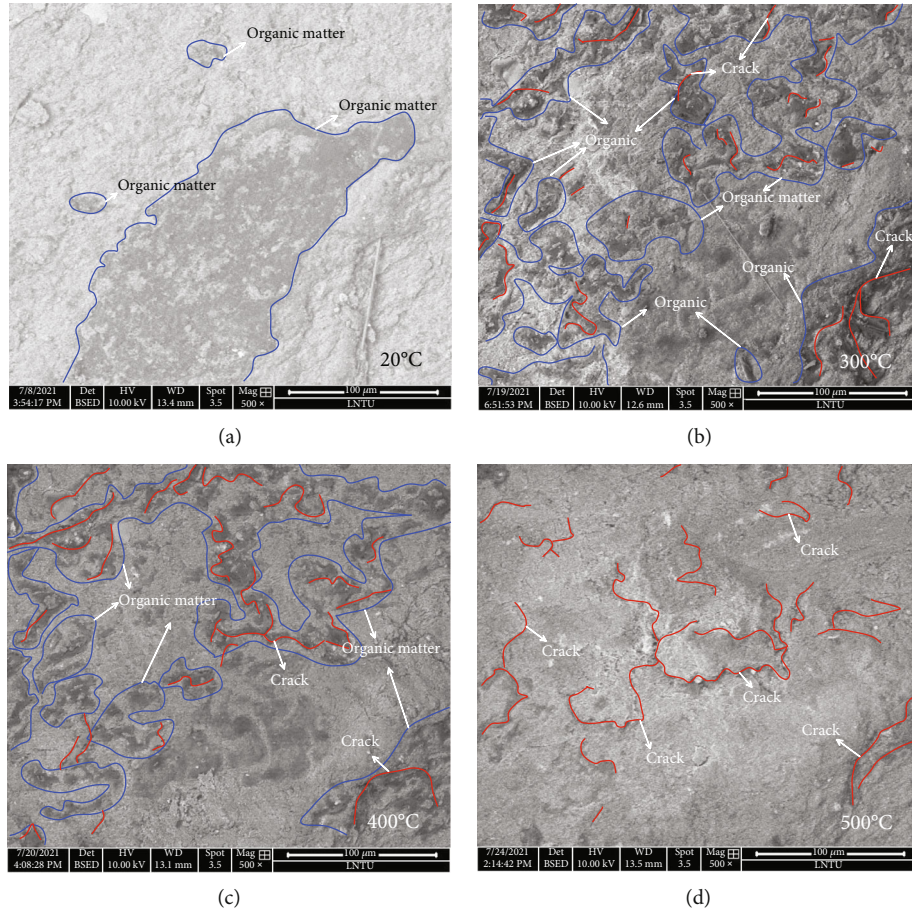 Organic matter
Organic matter
Organic matter
20°C
7/8/2021 Det HV WD Spot Mag 100 μm
3:54:17 PM BSED 10.00 kV 13.4 mm 3.5 500 × LNTU
(a)
Crack
Organic
Organic matter
Crack
Organic
Organic
300°C
7/19/2021 Det HV WD Spot Mag 100 μm
6:51:53 PM BSED 10.00 kV 12.6 mm 3.5 500 × LNTU
(b)
Organic matter
Organic matter
Crack
Crack
400°C
7/20/2021 Det HV WD Spot Mag 100 μm
4:08:28 PM BSED 10.00 kV 13.1 mm 3.5 500 × LNTU
(c)
Crack
Crack
Crack
Crack
Crack
500°C
7/24/2021 Det HV WD Spot Mag 100 μm
2:14:42 PM BSED 10.00 kV 13.5 mm 3.5 500 × LNTU
(d)